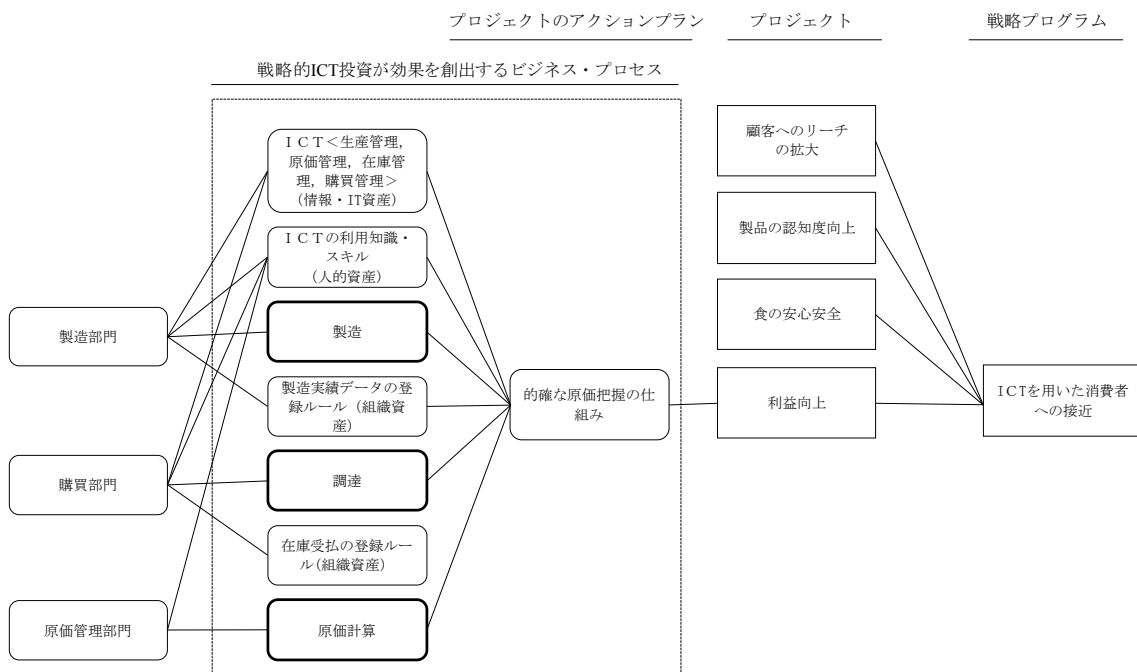 プロジェクトのアクションプラン
プロジェクト
戦略プログラム
戦略的ICT投資が効果を創出するビジネス・プロセス
ＩＣＴ＜生産管理，
原価管理，在庫管
理，購買管理＞
（情報・IT資産）
ＩＣＴの利用知識・
スキル
（人的資産）
製造
製造実績データの登
録ルール（組織資
産）
調達
在庫受払の登録ルー
ル（組織資産）
原価計算
製造部門
購買部門
原価管理部門
的確な原価把握の仕
組み
顧客へのリーチ
の拡大
製品の認知度向上
食の安心安全
利益向上
ＩＣＴを用いた消費者
への接近